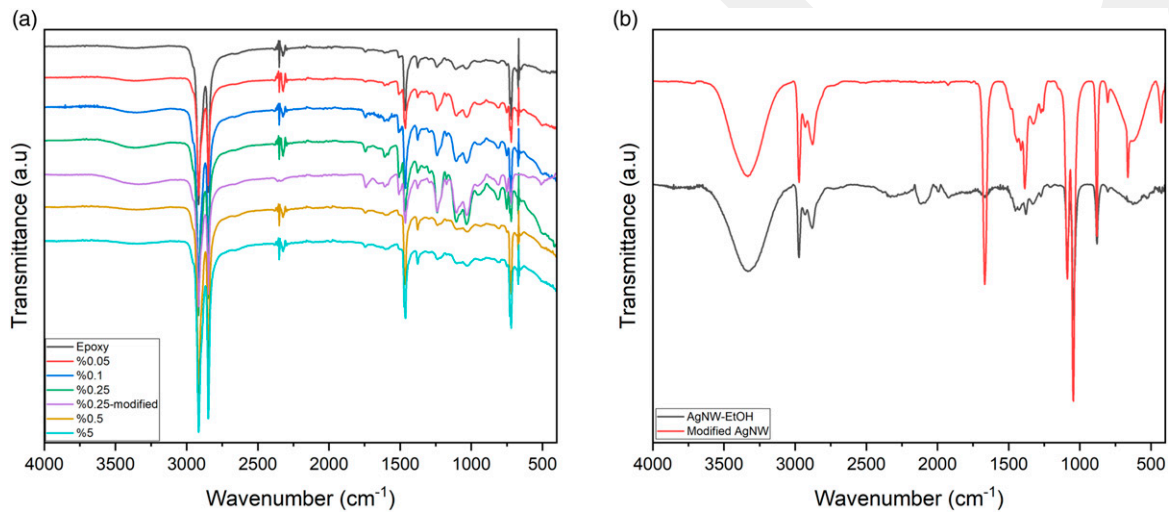 (a)
Transmittance (a.u)
Epoxy
%0.05
%0.1
%0.25
%0.25-modified
%0.5
%5
4000 3500 3000 2500 2000 1500 1000 500
Wavenumber (cm-1)
(b)
Transmittance (a.u)
AgNW-EtOH
Modified AgNW
4000 3500 3000 2500 2000 1500 1000 500
Wavenumber (cm-1)